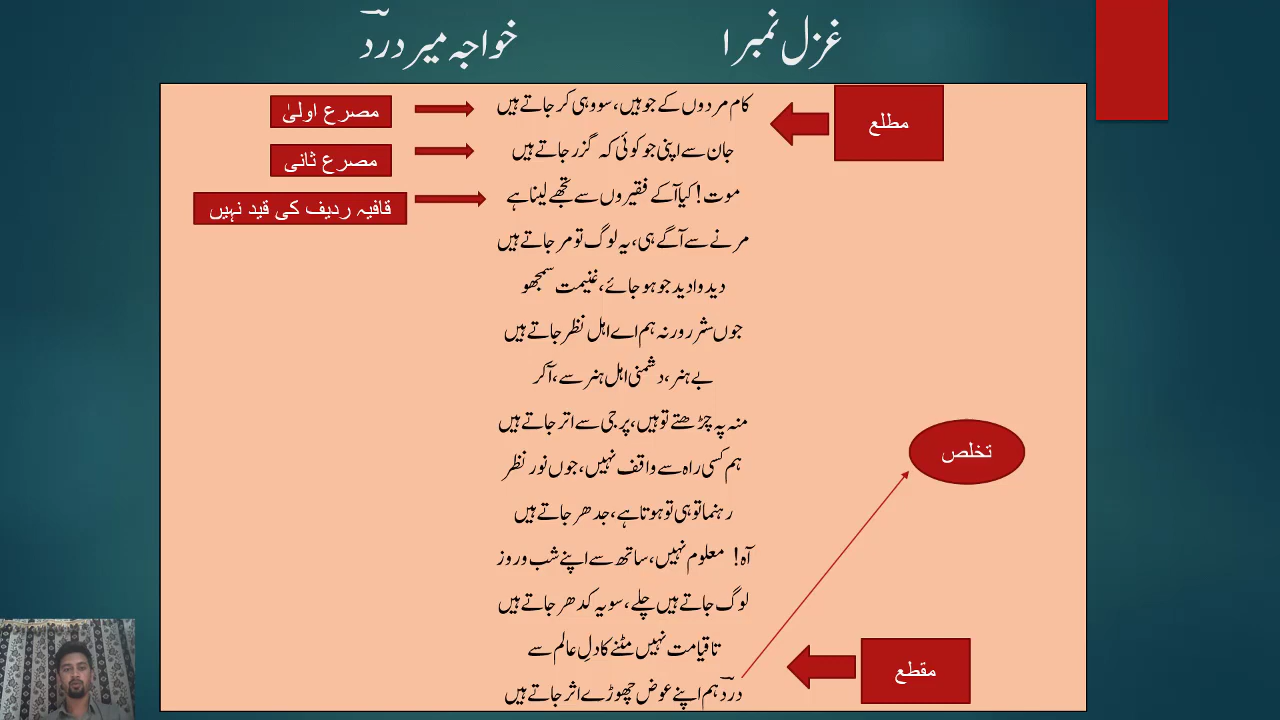 غزل نمبر ۱
خواجہ میر دردؔ
مطلع
کام مردوں کے جو ہیں، سو وہی کر جاتے ہیں
مصرع اولیٰ
جان سے اپنی جو کوئی کہ گزر جاتے ہیں
مصرع ثانی
موت! کیا آکے فقیروں سے تجھے لینا ہے
قافیہ ردیف کی قید نہیں
مرنے سے آگے ہی، یہ لوگ تو مر جاتے ہیں
دید وادید جو ہو جائے، غنیمت سمجھو
جوں شرر ورنہ ہم اے اہل نظر جاتے ہیں
بے ہنر، دشمنی اہل ہنر سے، آکر
منہ پہ چڑھتے تو ہیں، پر جی سے اتر جاتے ہیں
تخلص
ہم کسی راہ سے واقف نہیں، جوں نور نظر
رہنما تو ہی تو ہوتا ہے، جدھر جاتے ہیں
آہ! معلوم نہیں، ساتھ سے اپنے شب و روز
لوگ جاتے ہیں چلے، سو یہ کدھر جاتے ہیں
تا قیامت نہیں مٹنے کا دلِ عالم سے
مقطع
دردؔ ہم اپنے عوض چھوڑے اثر جاتے ہیں